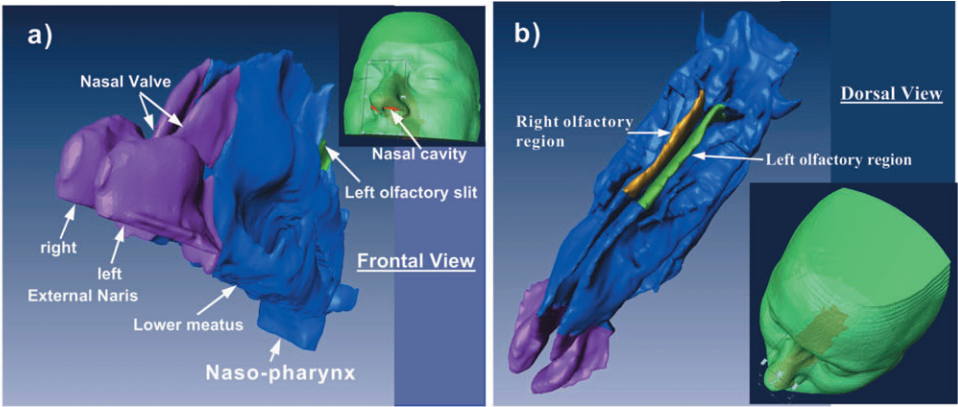 a)
Nasal Valve
Nasal cavity
Left olfactory slit
right
left
External Naris
Lower meatus
Naso-pharynx
Frontal View
b)
Dorsal View
Right olfactory
region
Left olfactory region